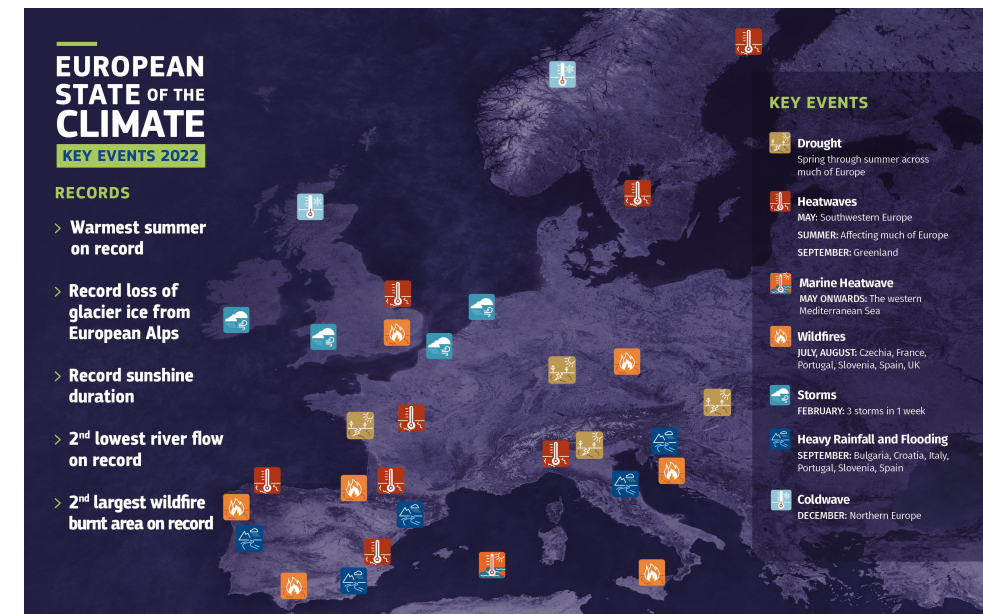 EUROPEAN
STATE OF THE
CLIMATE
KEY EVENTS 2022
RECORDS
> Warmest summer
on record
> Record loss of
glacier ice from
European Alps
> Record sunshine
duration
> 2nd lowest river flow
on record
> 2nd largest wildfire
burnt area on record
KEY EVENTS
Drought
Spring through summer across
much of Europe
Heatwaves
MAY: Southwestern Europe
SUMMER: Affecting much of Europe
SEPTEMBER: Greenland
Marine Heatwave
MAY ONWARDS: The western
Mediterranean Sea
Wildfires
JULY, AUGUST: Czechia, France,
Portugal, Slovenia, Spain, UK
Storms
FEBRUARY: 3 storms in 1 week
Heavy Rainfall and Flooding
SEPTEMBER: Bulgaria, Croatia, Italy,
Portugal, Slovenia, Spain
Coldwave
DECEMBER: Northern Europe